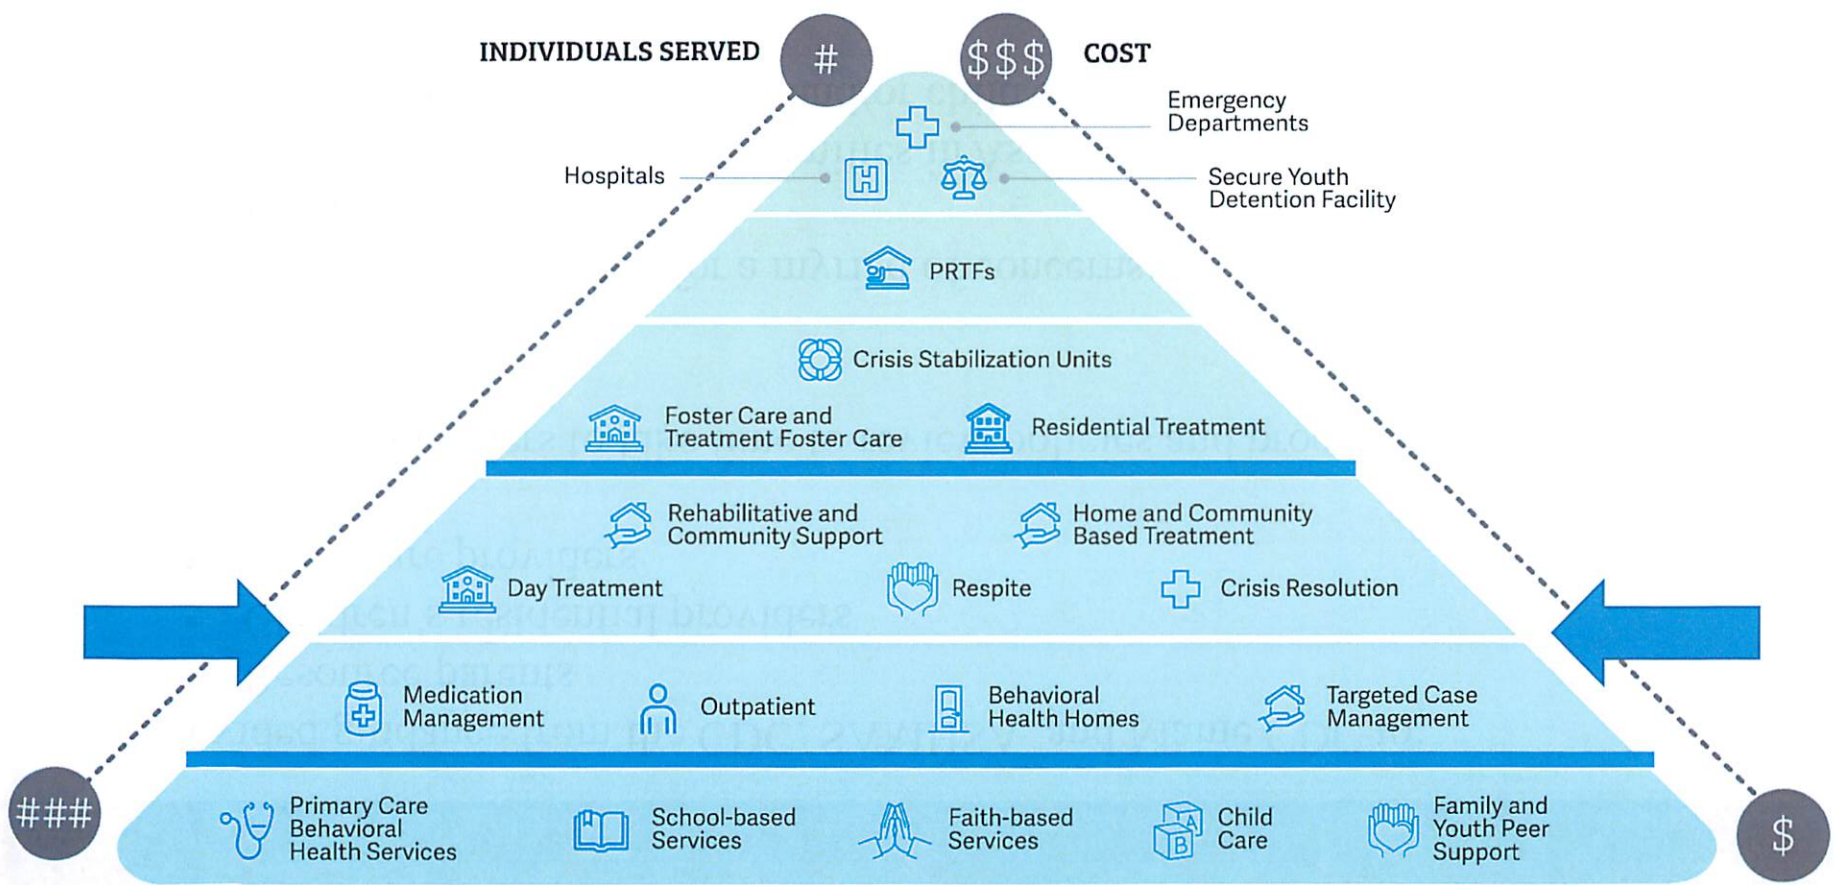 INDIVIDUALS SERVED
#
$$$
COST
Emergency
Departments
Hospitals
H
Secure Youth
Detention Facility
PRTFs
Crisis Stabilization Units
Foster Care and
Treatment Foster Care
Residential Treatment
Rehabilitative and
Community Support
Home and Community
Based Treatment
Day Treatment
Respite
Crisis Resolution
Medication
Management
Outpatient
Behavioral
Health Homes
Targeted Case
Management
###
Primary Care
Behavioral
Health Services
School-based
Services
Faith-based
Services
A
B
Child
Care
Family and
Youth Peer
Support
$